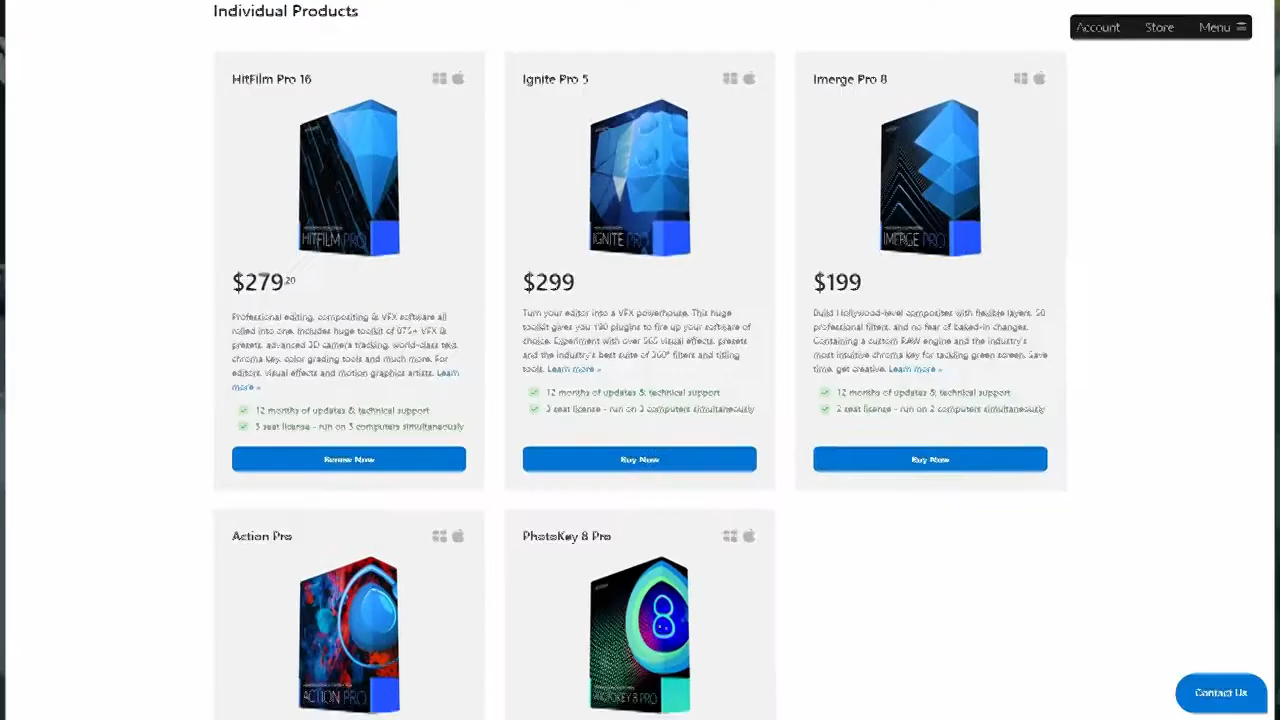 Individual Products
Account Store Menu
HitFilm Pro 16
HITFILM PRO
$279.20
Professional editing, compositing & VFX software all
rolled into one. Includes huge toolkit of 875+ VFX &
presets, advanced 3D camera tracking, world-class text,
chroma key, color grading tools and much more. For
editors, visual effects and motion graphics artists. Learn
more »
12 months of updates & technical support
3 seat license - run on 3 computers simultaneously
Renew Now
Ignite Pro 5
IGNITE PRO
$299
Turn your editor into a VFX powerhouse. This huge
toolkit gives you 190 plugins to fire up your software of
choice. Experiment with over 565 visual effects, presets
and the industry's best suite of 360° filters and titling
tools. Learn more »
12 months of updates & technical support
3 seat license - run on 3 computers simultaneously
Buy Now
Imerge Pro 8
IMERGE PRO
$199
Build Hollywood-level composites with flexible layers, 50
professional filters, and no fear of baked-in changes.
Containing a custom RAW engine and the industry's
most intuitive chroma key for tackling green screen. Save
time, get creative. Learn more »
12 months of updates & technical support
2 seat license - run on 2 computers simultaneously
Buy Now
Action Pro
ACTION PRO
PhotoKey 8 Pro
8
PHOTOKEY 8 PRO
Contact Us